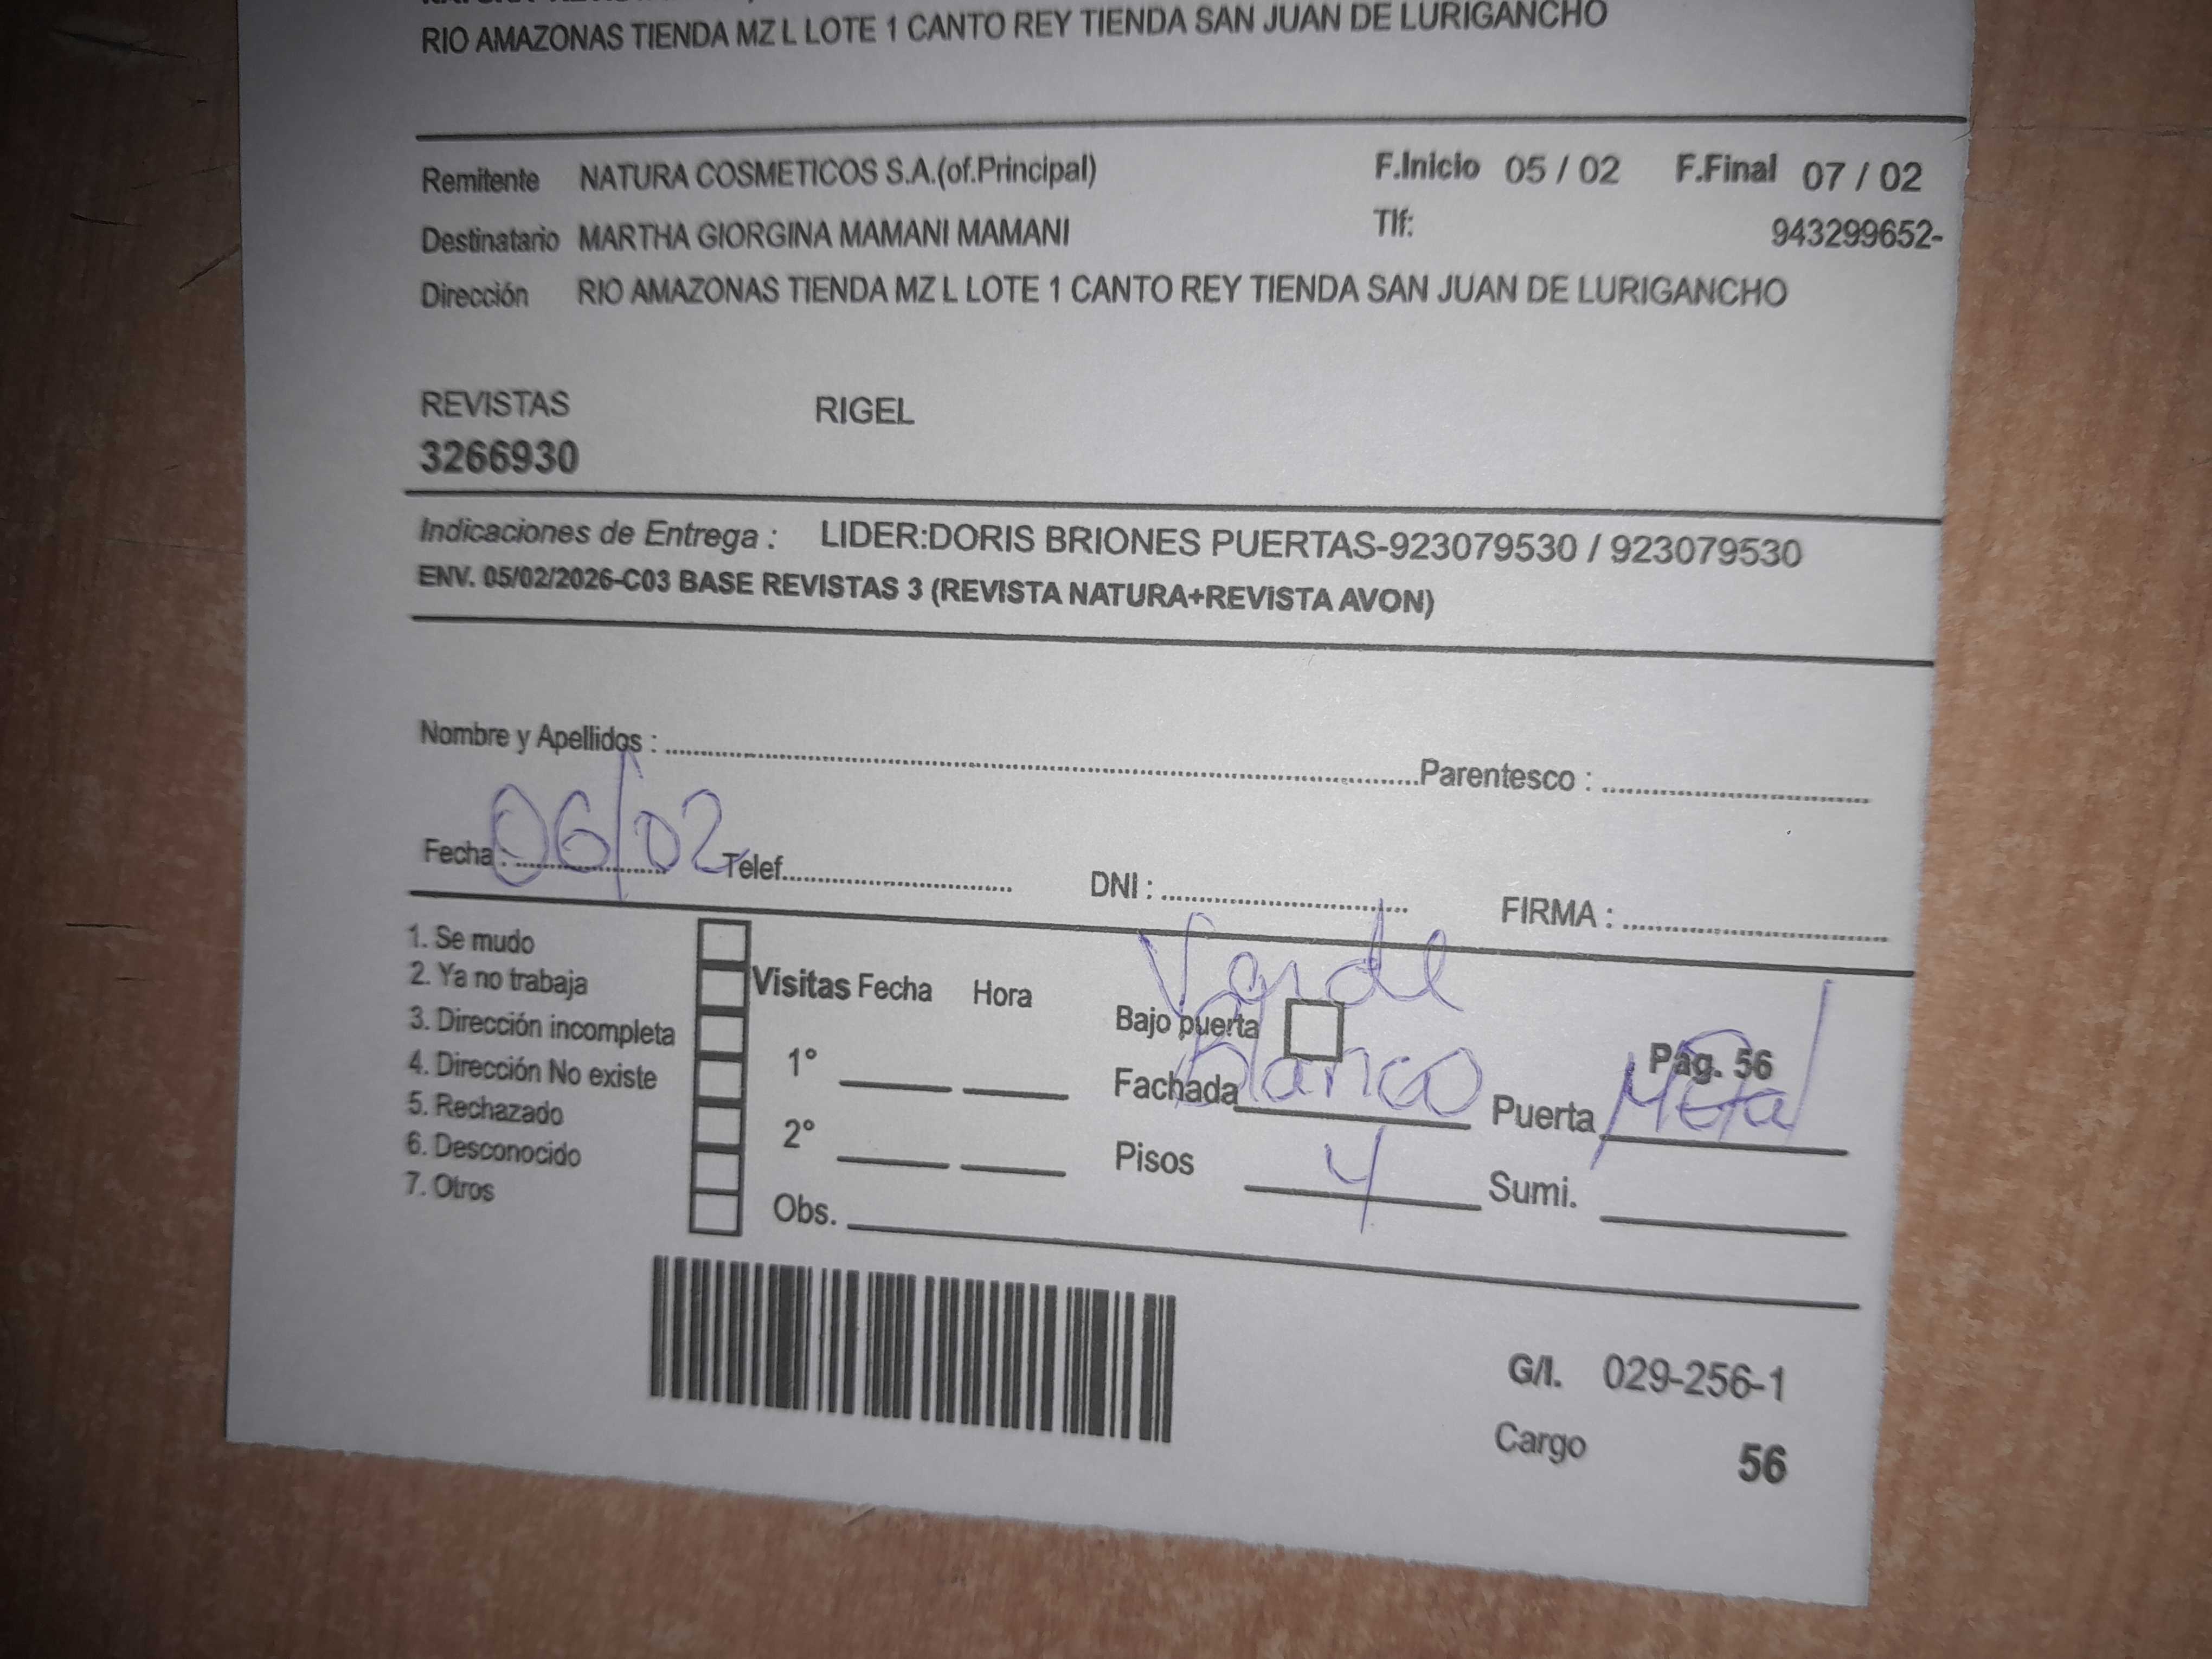 RIO AMAZONAS TIENDA MZ L LOTE 1 CANTO REY TIENDA SAN JUAN DE LURIGANCHO
Remitente NATURA COSMETICOS S.A.(of.Principal) F.Inicio 05 / 02 F.Final 07 / 02
Destinatario MARTHA GIORGINA MAMANI MAMANI Tlf: 943299652-
Dirección RIO AMAZONAS TIENDA MZ L LOTE 1 CANTO REY TIENDA SAN JUAN DE LURIGANCHO
REVISTAS RIGEL
3266930
Indicaciones de Entrega : LIDER:DORIS BRIONES PUERTAS-923079530 / 923079530
ENV. 05/02/2026-C03 BASE REVISTAS 3 (REVISTA NATURA+REVISTA AVON)
Nombre y Apellidos : Parentesco :
Fecha : 06/02 Telef. DNI : FIRMA :
1. Se mudo
2. Ya no trabaja
3. Dirección incompleta
4. Dirección No existe
5. Rechazado
6. Desconocido
7. Otros
Visitas Fecha Hora
1°
2°
Obs.
Verde
Bajo puerta
Pág. 56
Fachada Blanco Puerta Metal
Pisos 4 Sumi.
G/I. 029-256-1
Cargo 56